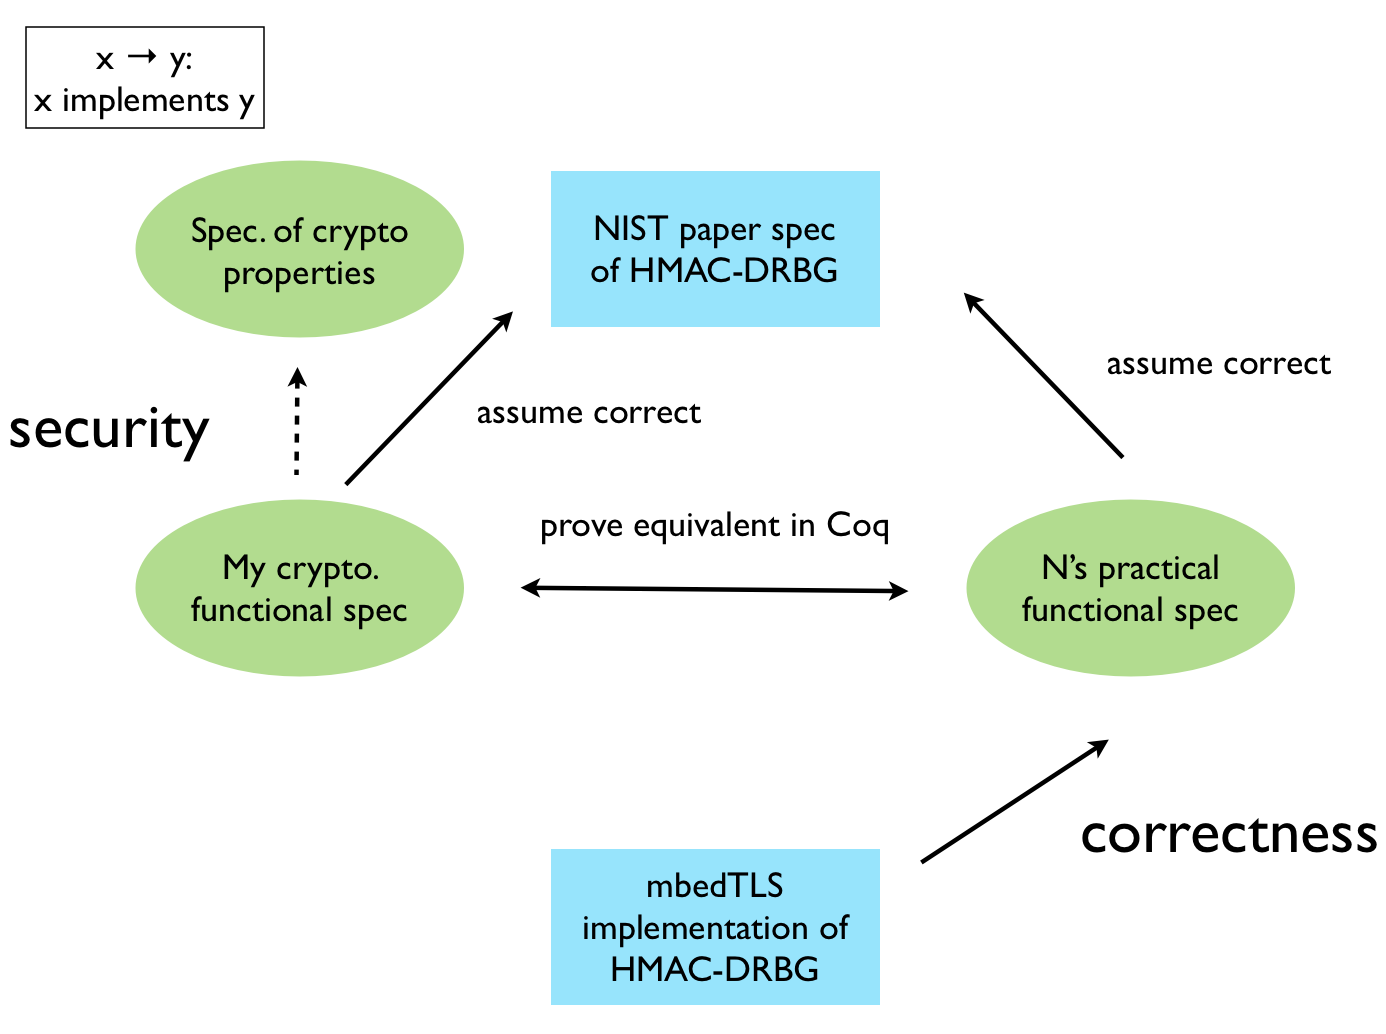 x → y:
x implements y
Spec. of crypto
properties
NIST paper spec
of HMAC-DRBG
assume correct
security
assume correct
prove equivalent in Coq
My crypto.
functional spec
N’s practical
functional spec
correctness
mbedTLS
implementation of
HMAC-DRBG